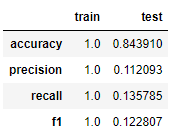 train test
accuracy 1.0 0.843910
precision 1.0 0.112093
recall 1.0 0.135785
f1 1.0 0.122807